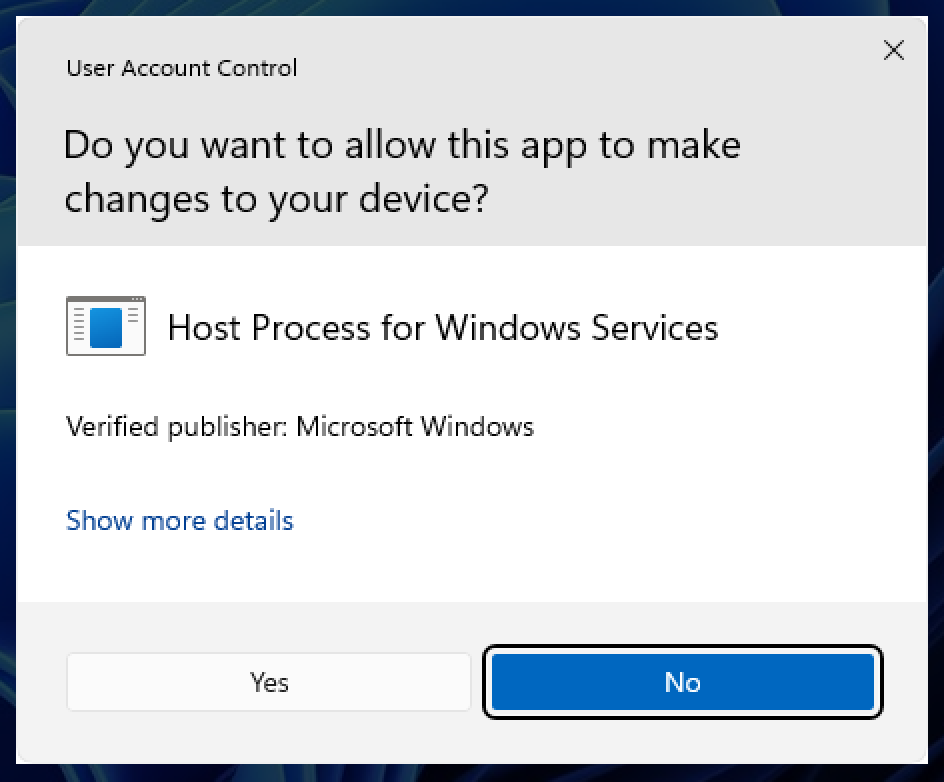 User Account Control
Do you want to allow this app to make
changes to your device?
Host Process for Windows Services
Verified publisher: Microsoft Windows
Show more details
Yes
No